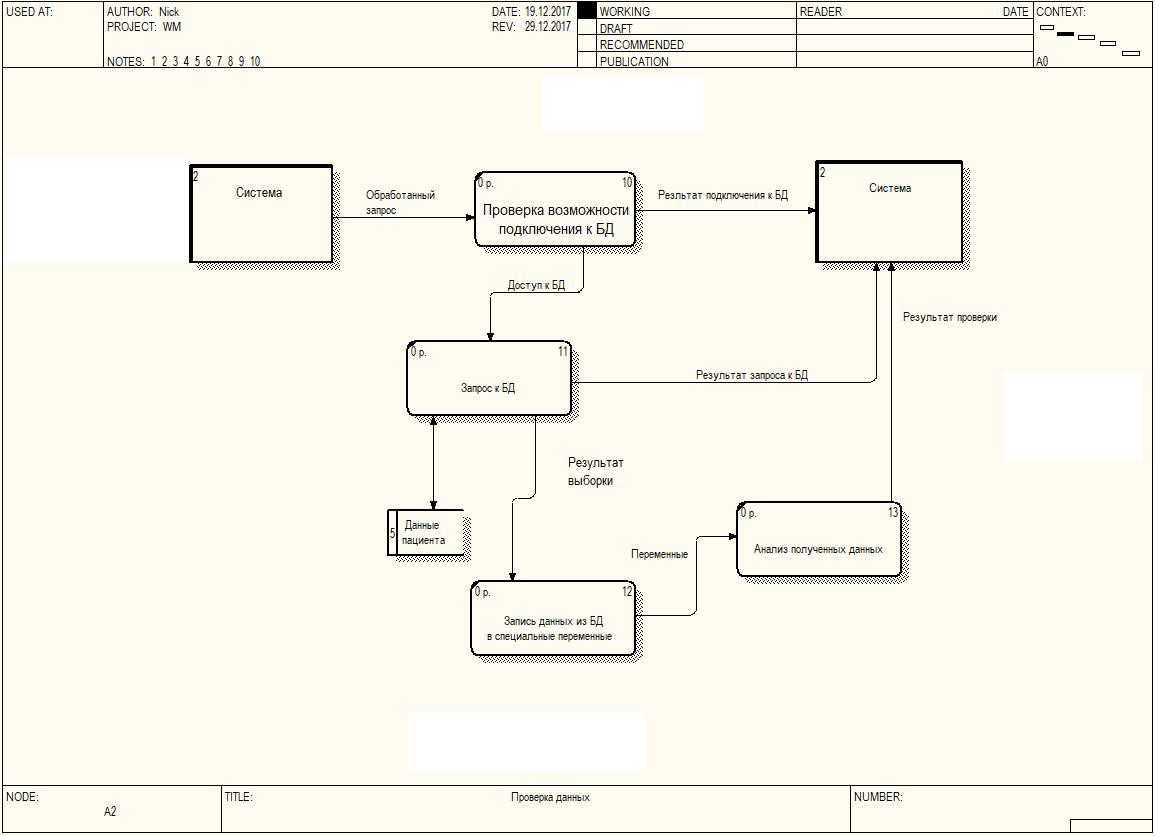 USED AT:
AUTHOR: Nick
DATE: 19.12.2017
WORKING
READER
DATE
CONTEXT:
PROJECT: WM
REV: 29.12.2017
DRAFT
RECOMMENDED
NOTES: 1 2 3 4 5 6 7 8 9 10
PUBLICATION
A0
2
Система
Обработанный
запрос
0 р.
10
Проверка возможности
подключения к БД
Резльтат подключения к БД
2
Система
Доступ к БД
Результат проверки
0 р.
11
Запрос к БД
Результат запроса к БД
Результат
выборки
5
Данные
пациента
0 р.
13
Анализ полученных данных
Переменные
0 р.
12
Запись данных из БД
в специальные переменные
NODE:
A2
TITLE:
Проверка данных
NUMBER: